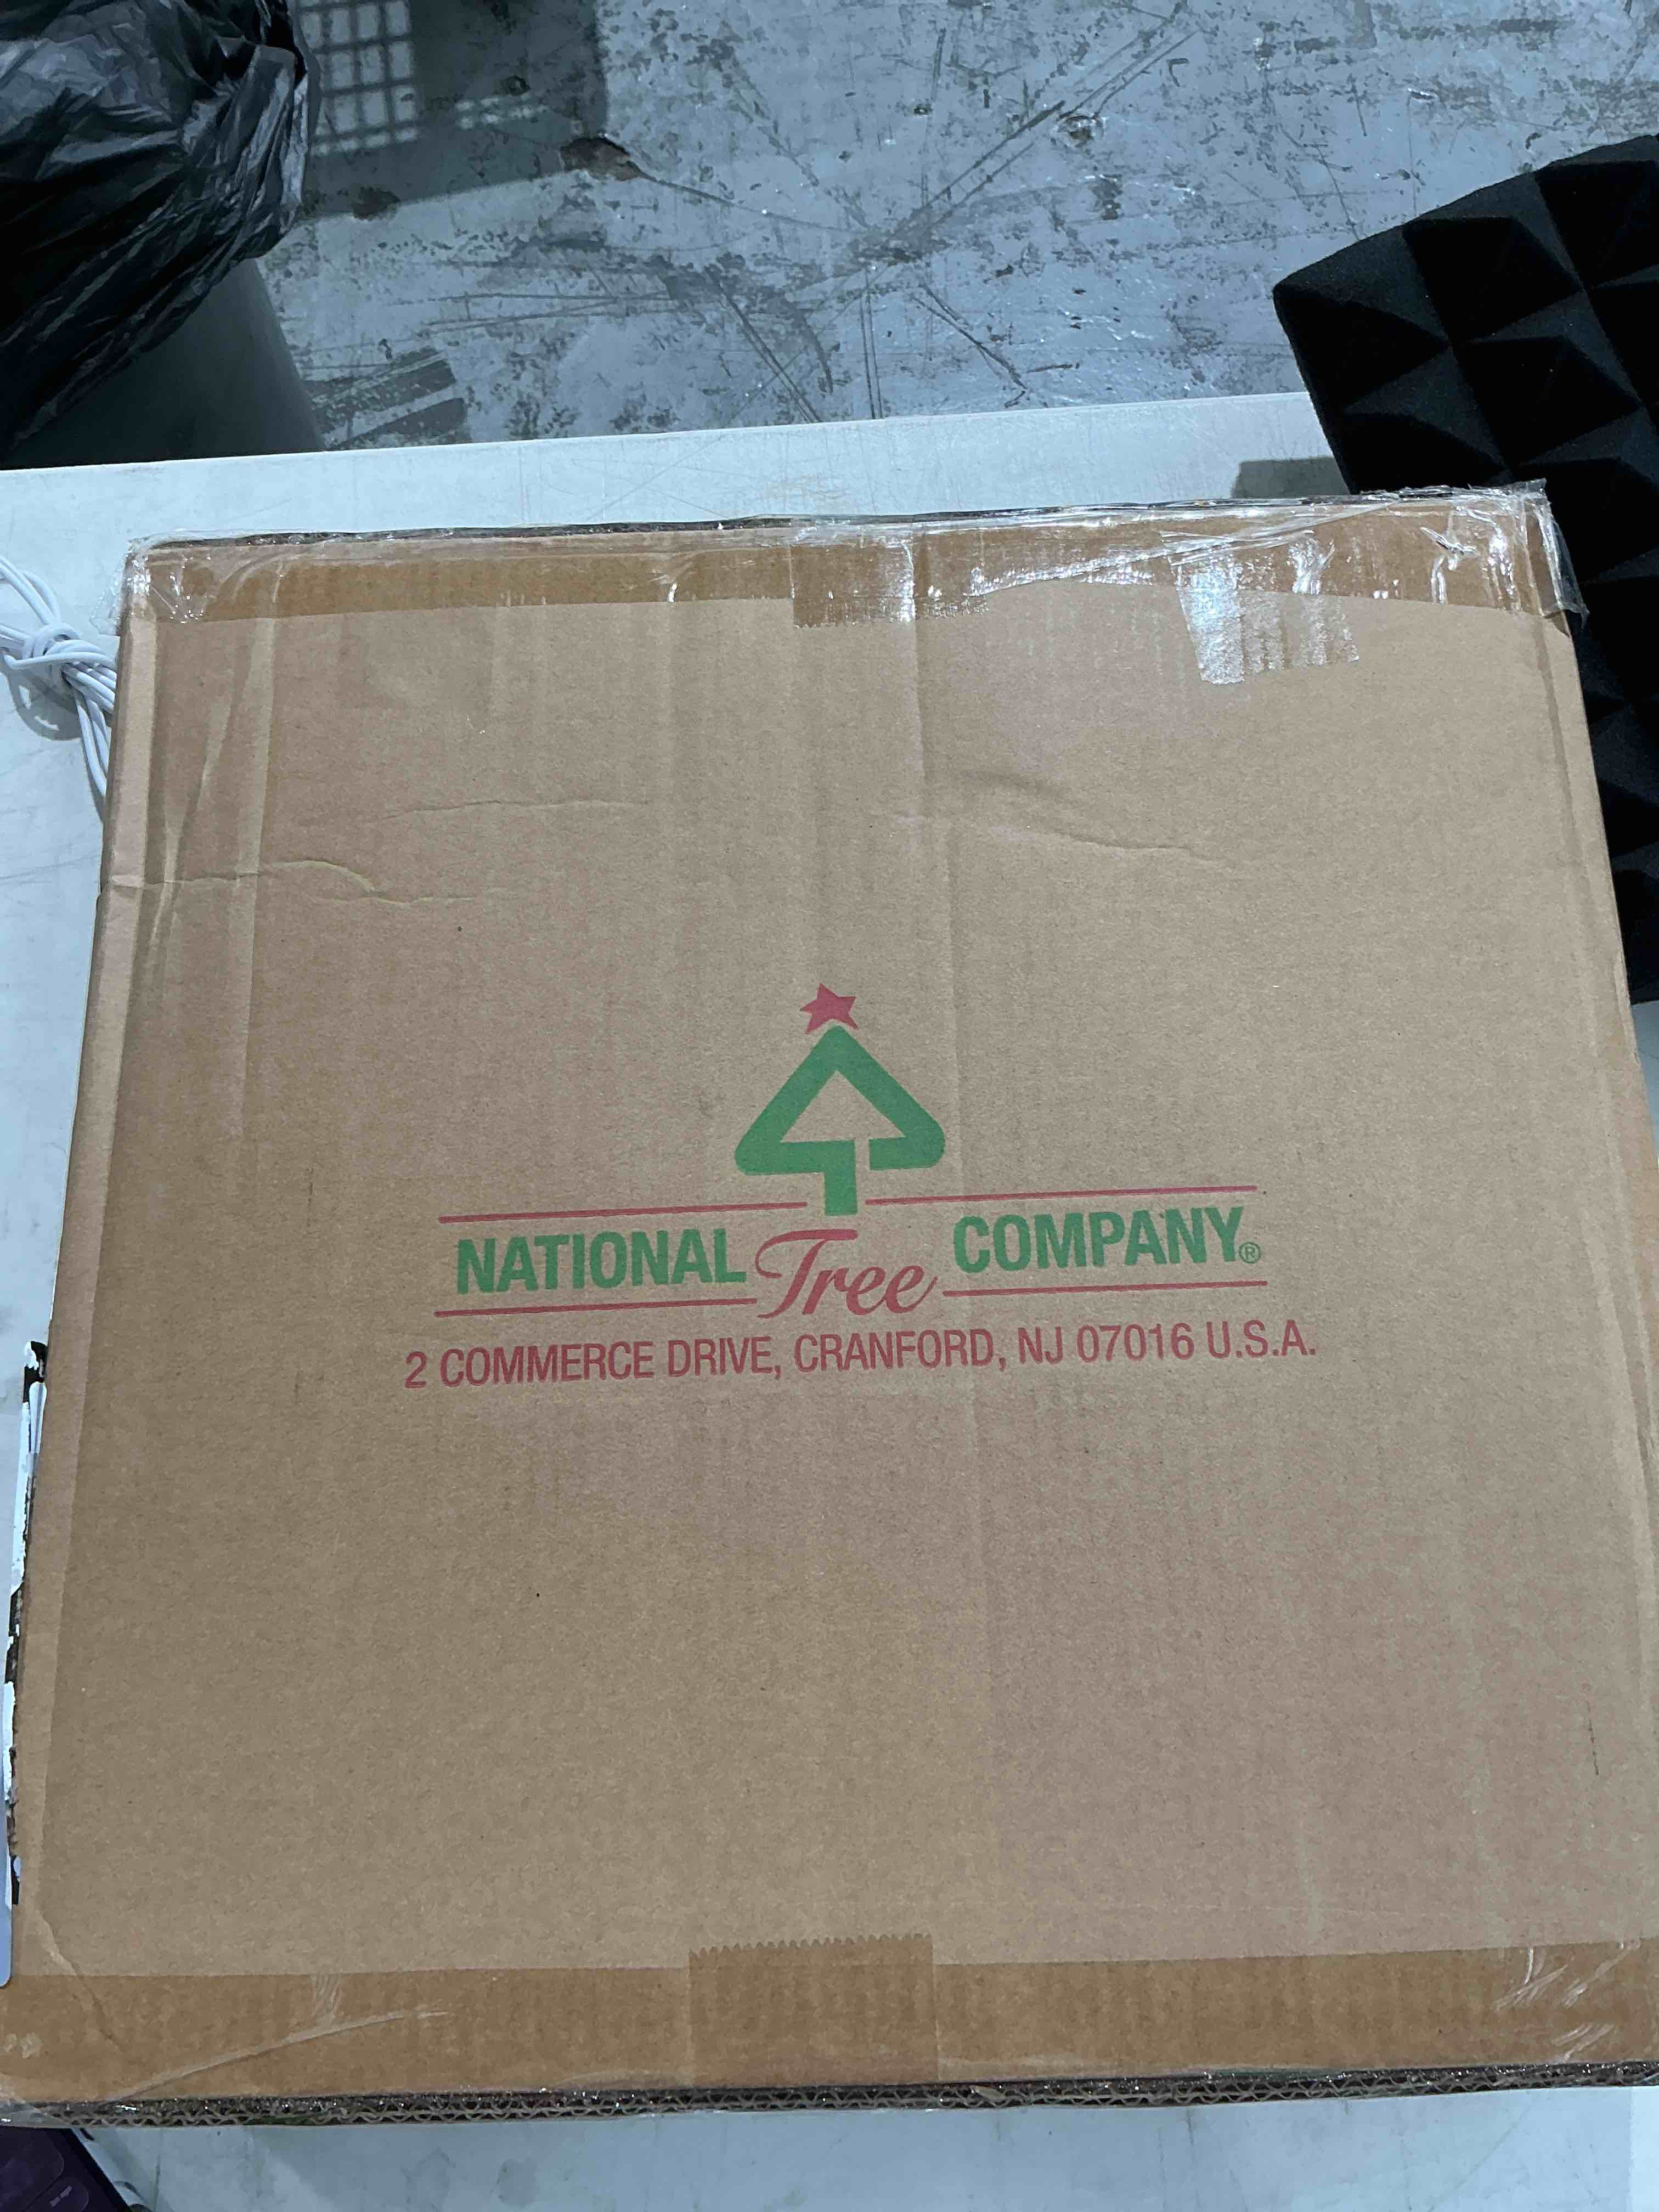 NATIONAL Tree COMPANY®
2 COMMERCE DRIVE, CRANFORD, NJ 07016 U.S.A.